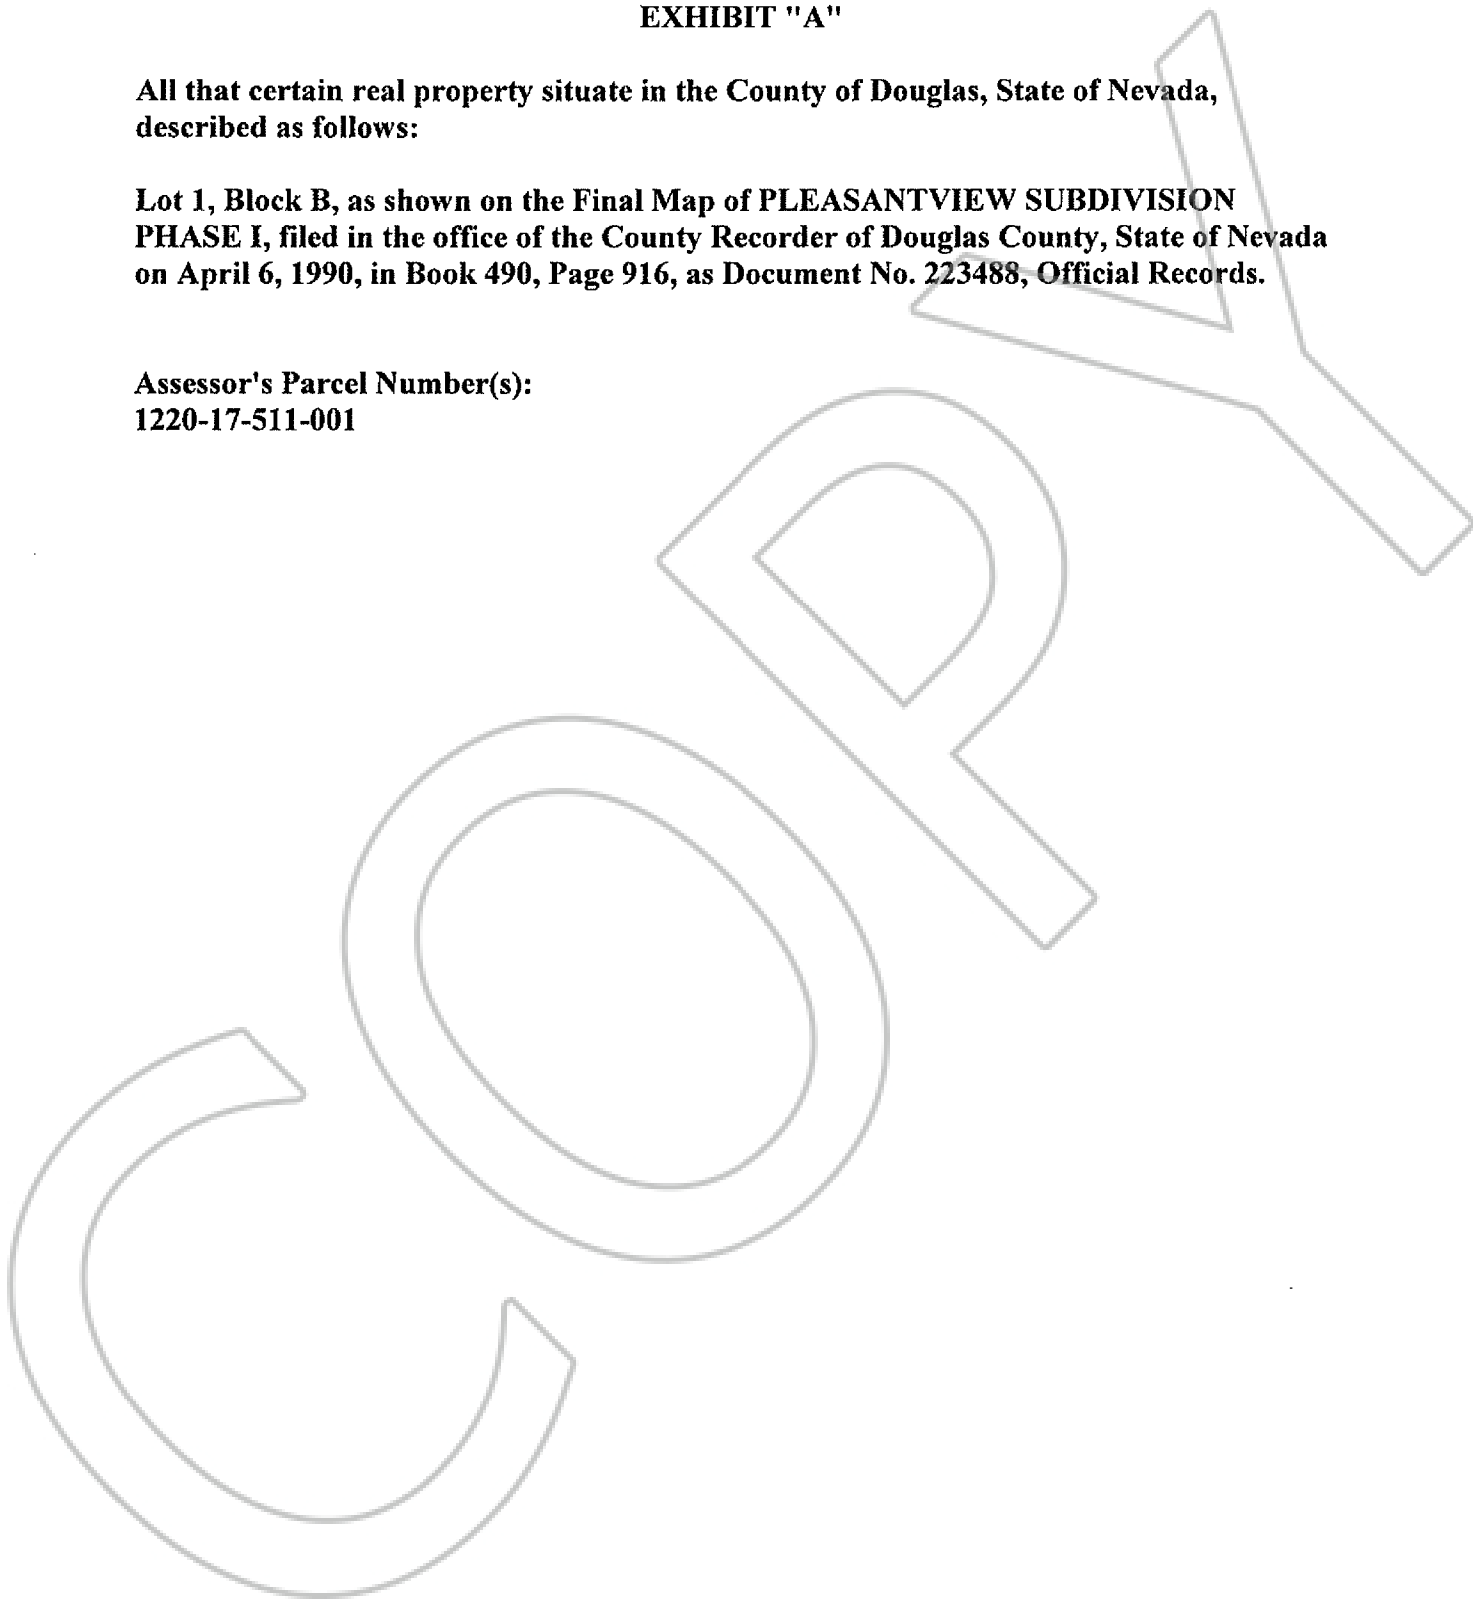 EXHIBIT "A"
All that certain real property situate in the County of Douglas, State of Nevada,
described as follows:
Lot 1, Block B, as shown on the Final Map of PLEASANTVIEW SUBDIVISION
PHASE I, filed in the office of the County Recorder of Douglas County, State of Nevada
on April 6, 1990, in Book 490, Page 916, as Document No. 223488, Official Records.
Assessor's Parcel Number(s):
1220-17-511-001
COPY